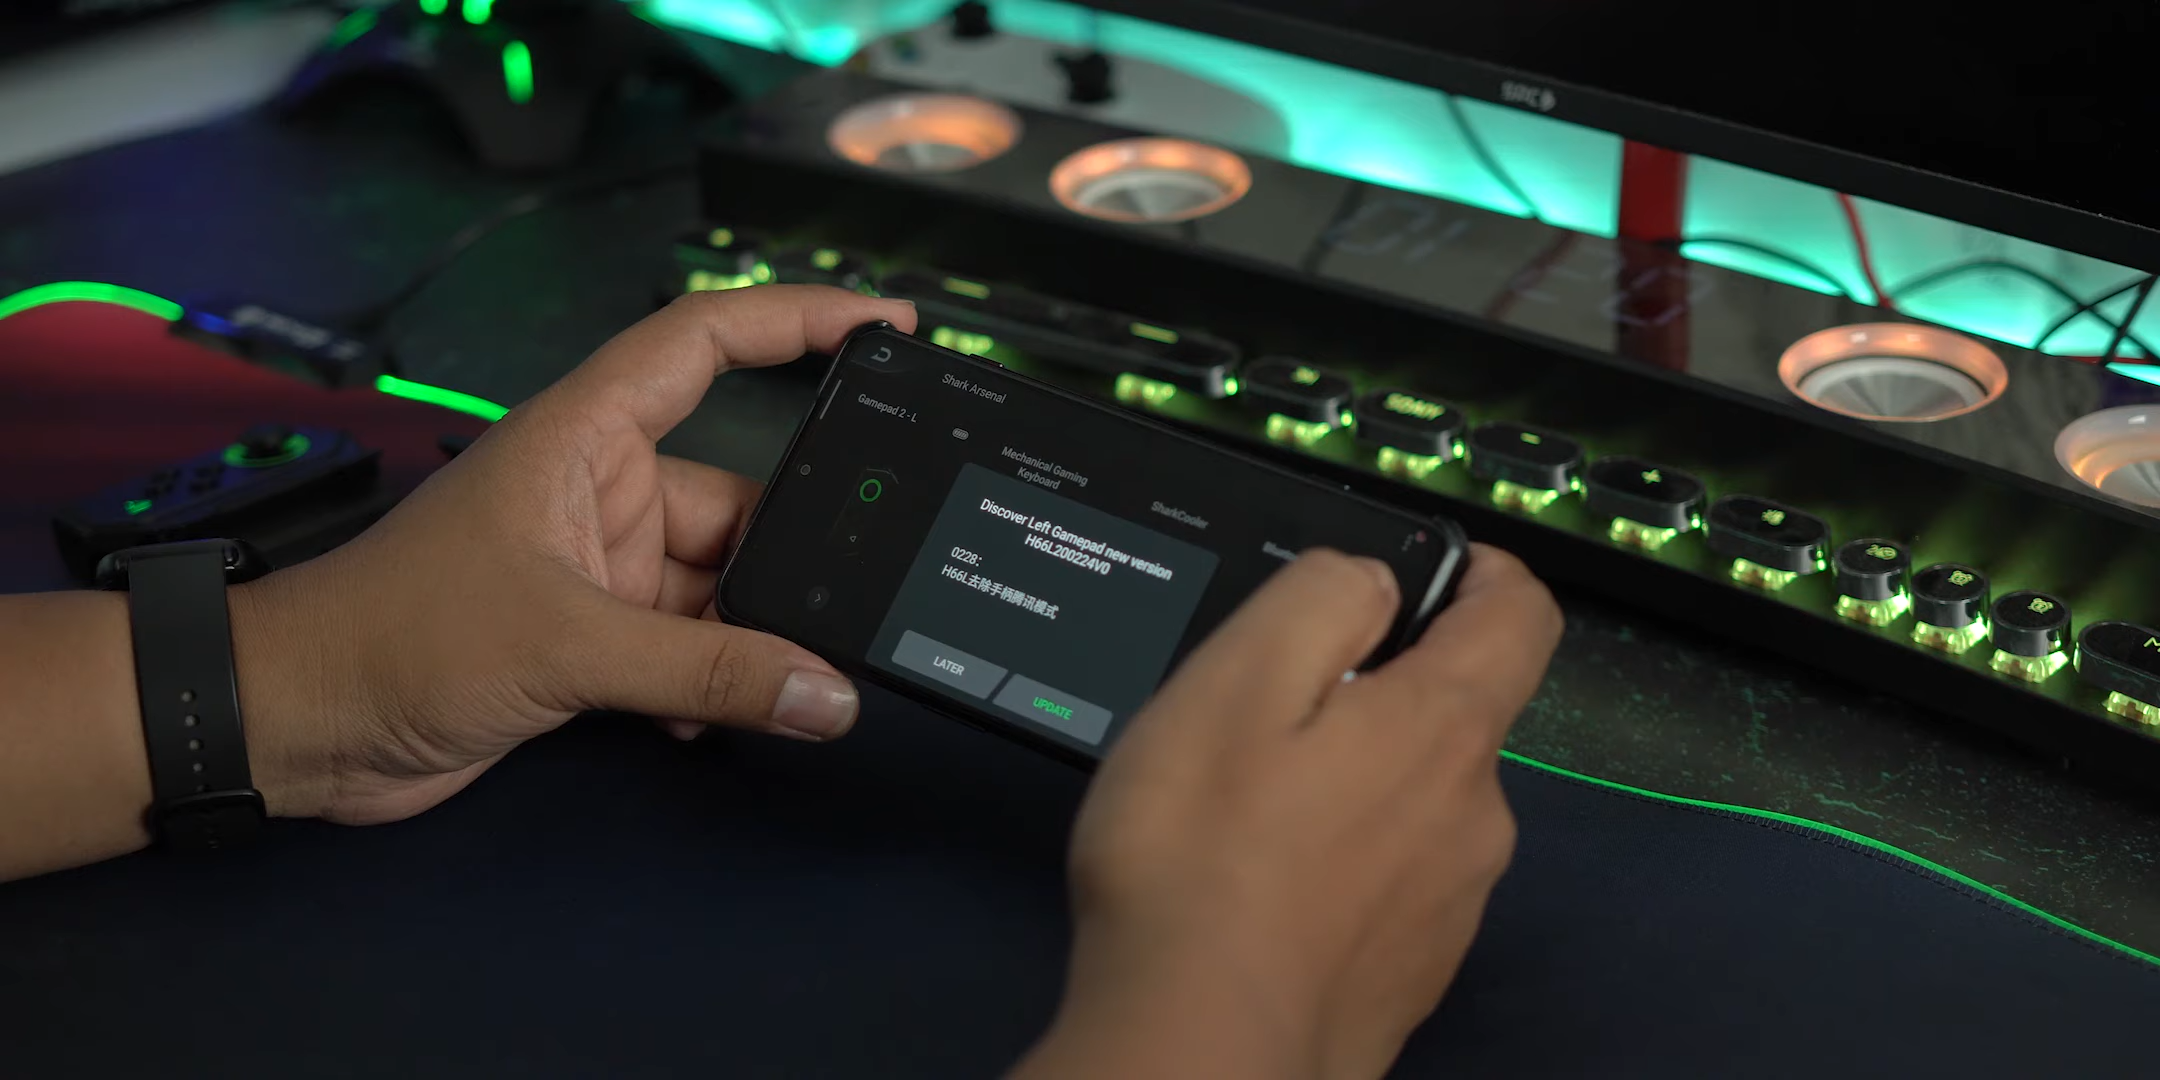 Shark Arsenal
Gamepad 2 - L
Mechanical Gaming
Keyboard
SharkCooler
Discover Left Gamepad new version
H66L200224V0
0228:
H66L去除手柄腾讯模式
LATER
UPDATE